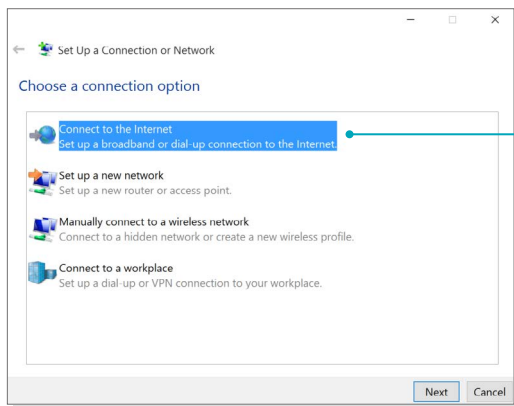 Set Up a Connection or Network
Choose a connection option
Connect to the Internet
Set up a broadband or dial-up connection to the Internet.
Set up a new network
Set up a new router or access point.
Manually connect to a wireless network
Connect to a hidden network or create a new wireless profile.
Connect to a workplace
Set up a dial-up or VPN connection to your workplace.
Next Cancel